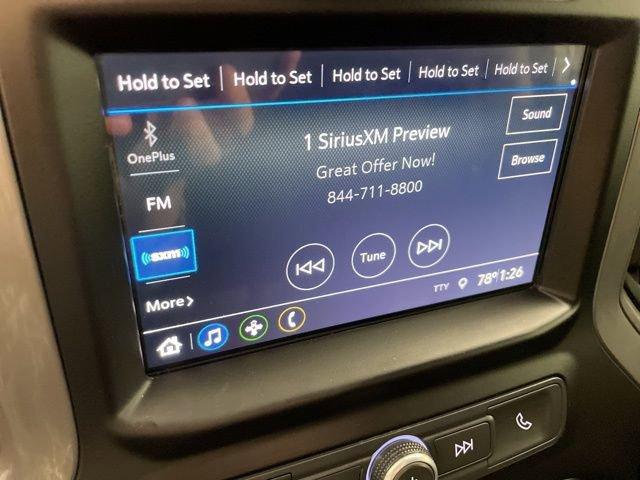 Hold to Set Hold to Set Hold to Set Hold to Set Hold to Set
OnePlus
FM
sxm
More
1 SiriusXM Preview
Great Offer Now!
844-711-8800
Sound
Browse
Tune
TTY 78° 1:26